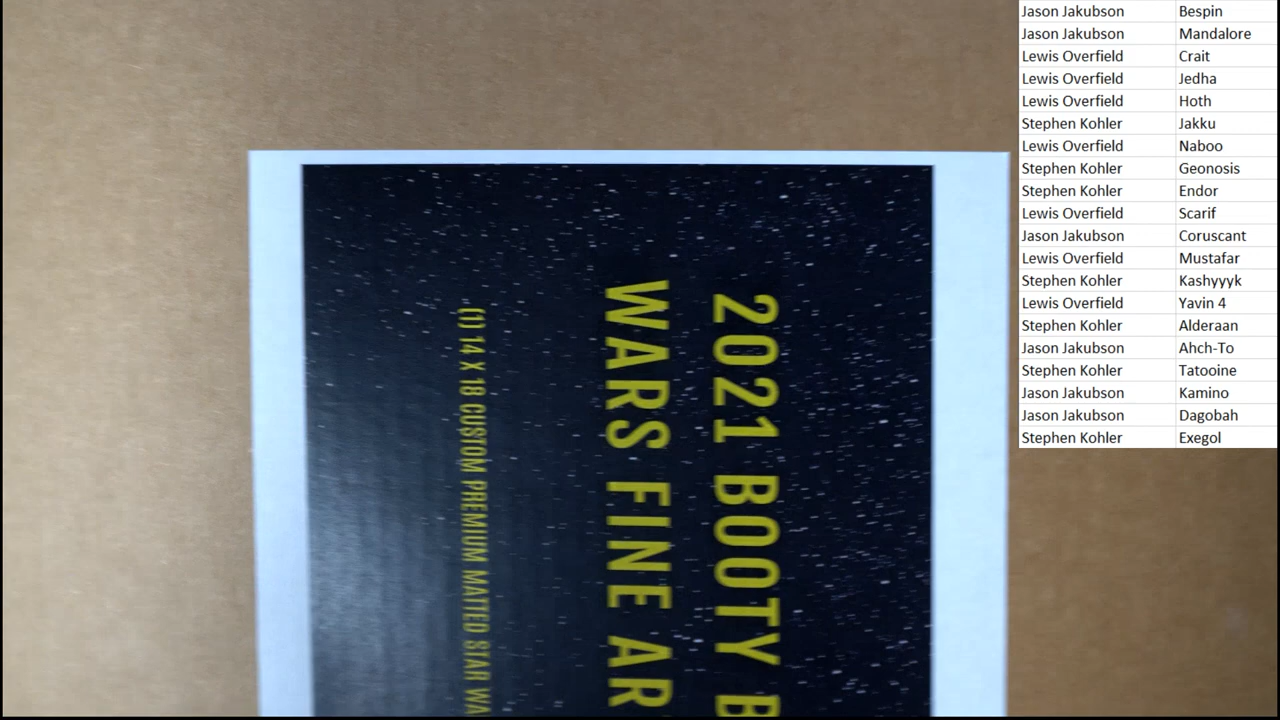 2021 BOOTY B
WARS FINE AR
(1) 14 X 18 CUSTOM PREMIUM MATTED STAR WA
Jason Jakubson Bespin
Jason Jakubson Mandalore
Lewis Overfield Crait
Lewis Overfield Jedha
Lewis Overfield Hoth
Stephen Kohler Jakku
Lewis Overfield Naboo
Stephen Kohler Geonosis
Stephen Kohler Endor
Lewis Overfield Scarif
Jason Jakubson Coruscant
Lewis Overfield Mustafar
Stephen Kohler Kashyyyk
Lewis Overfield Yavin 4
Stephen Kohler Alderaan
Jason Jakubson Ahch-To
Stephen Kohler Tatooine
Jason Jakubson Kamino
Jason Jakubson Dagobah
Stephen Kohler Exegol